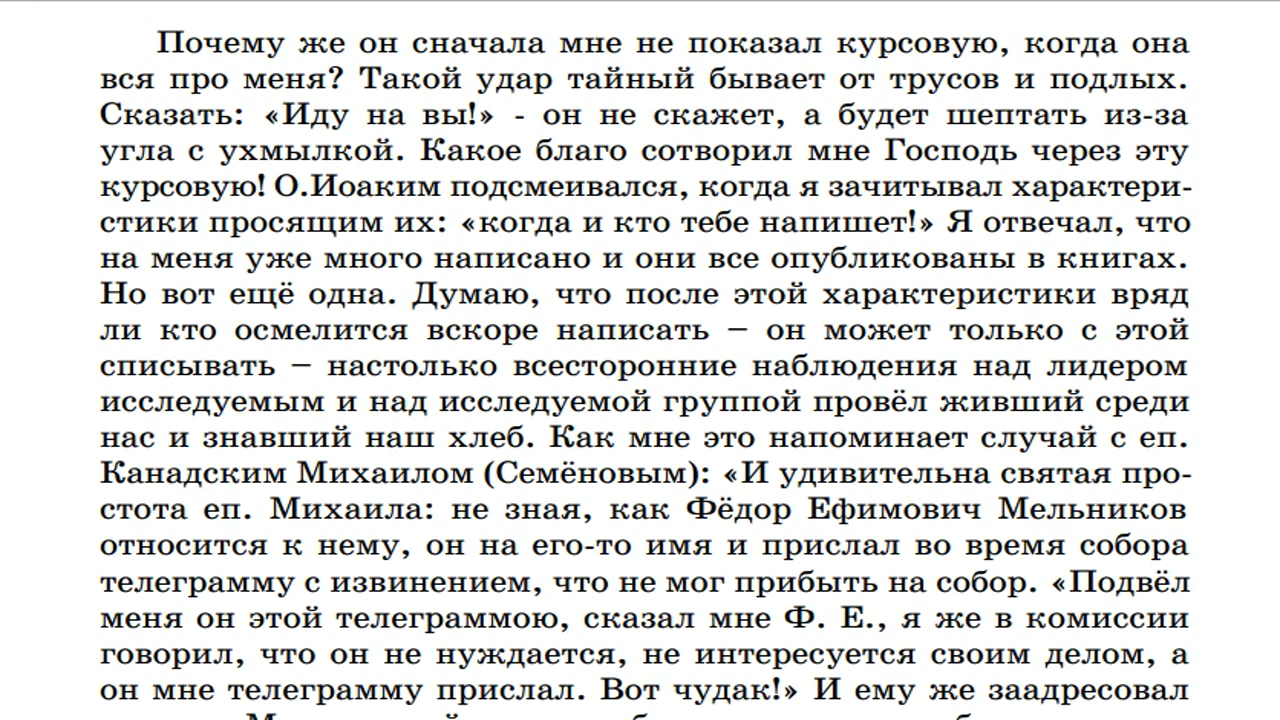 Почему же он сначала мне не показал курсовую, когда она
вся про меня? Такой удар тайный бывает от трусов и подлых.
Сказать: «Иду на вы!» - он не скажет, а будет шептать из-за
угла с ухмылкой. Какое благо сотворил мне Господь через эту
курсовую! О.Иоаким подсмеивался, когда я зачитывал характери-
стики просящим их: «когда и кто тебе напишет!» Я отвечал, что
на меня уже много написано и они все опубликованы в книгах.
Но вот ещё одна. Думаю, что после этой характеристики вряд
ли кто осмелится вскоре написать – он может только с этой
списывать – настолько всесторонние наблюдения над лидером
исследуемым и над исследуемой группой провёл живший среди
нас и знавший наш хлеб. Как мне это напоминает случай с еп.
Канадским Михаилом (Семёновым): «И удивительна святая про-
стота еп. Михаила: не зная, как Фёдор Ефимович Мельников
относится к нему, он на его-то имя и прислал во время собора
телеграмму с извинением, что не мог прибыть на собор. «Подвёл
меня он этой телеграммою, сказал мне Ф. Е., я же в комиссии
говорил, что он не нуждается, не интересуется своим делом, а
он мне телеграмму прислал. Вот чудак!» И ему же заадресовал